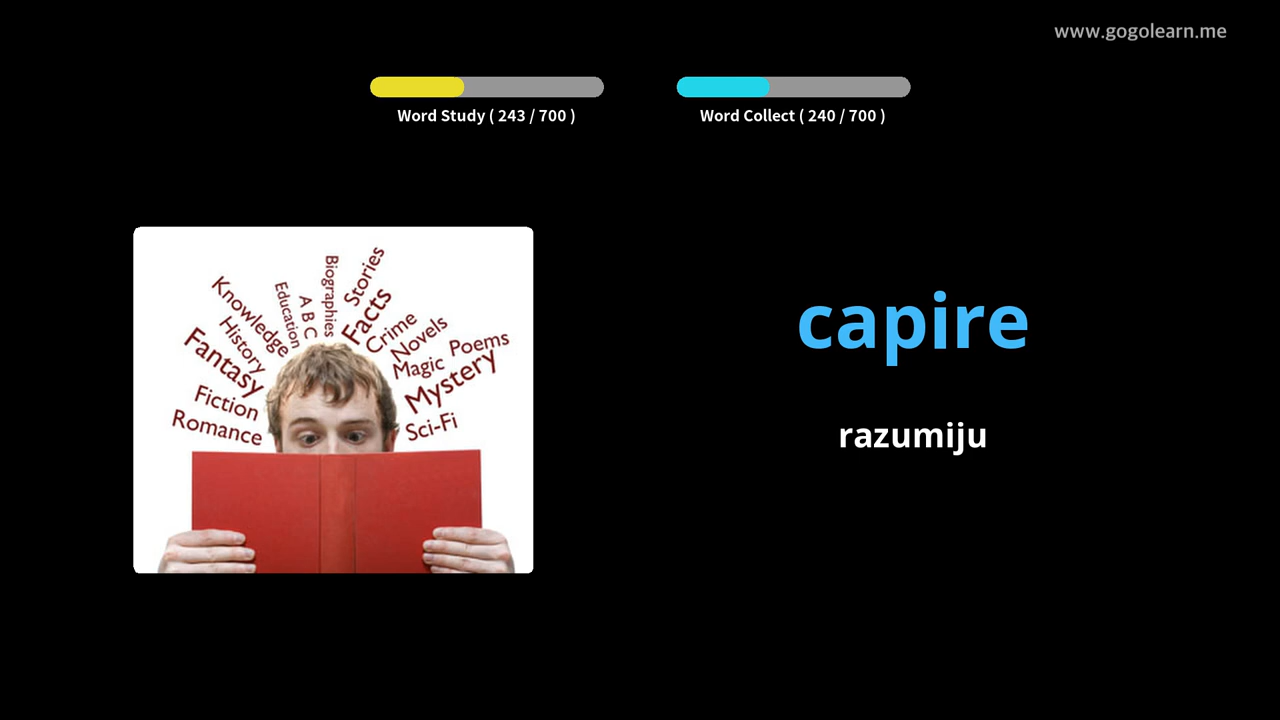 www.gogolearn.me
Word Study ( 243 / 700 )
Word Collect ( 240 / 700 )
Biographies
Stories
Education
A B C
Facts
Knowledge
Crime
History
Novels
Fantasy
Magic
Poems
Mystery
Fiction
Romance
Sci-Fi
capire
razumiju